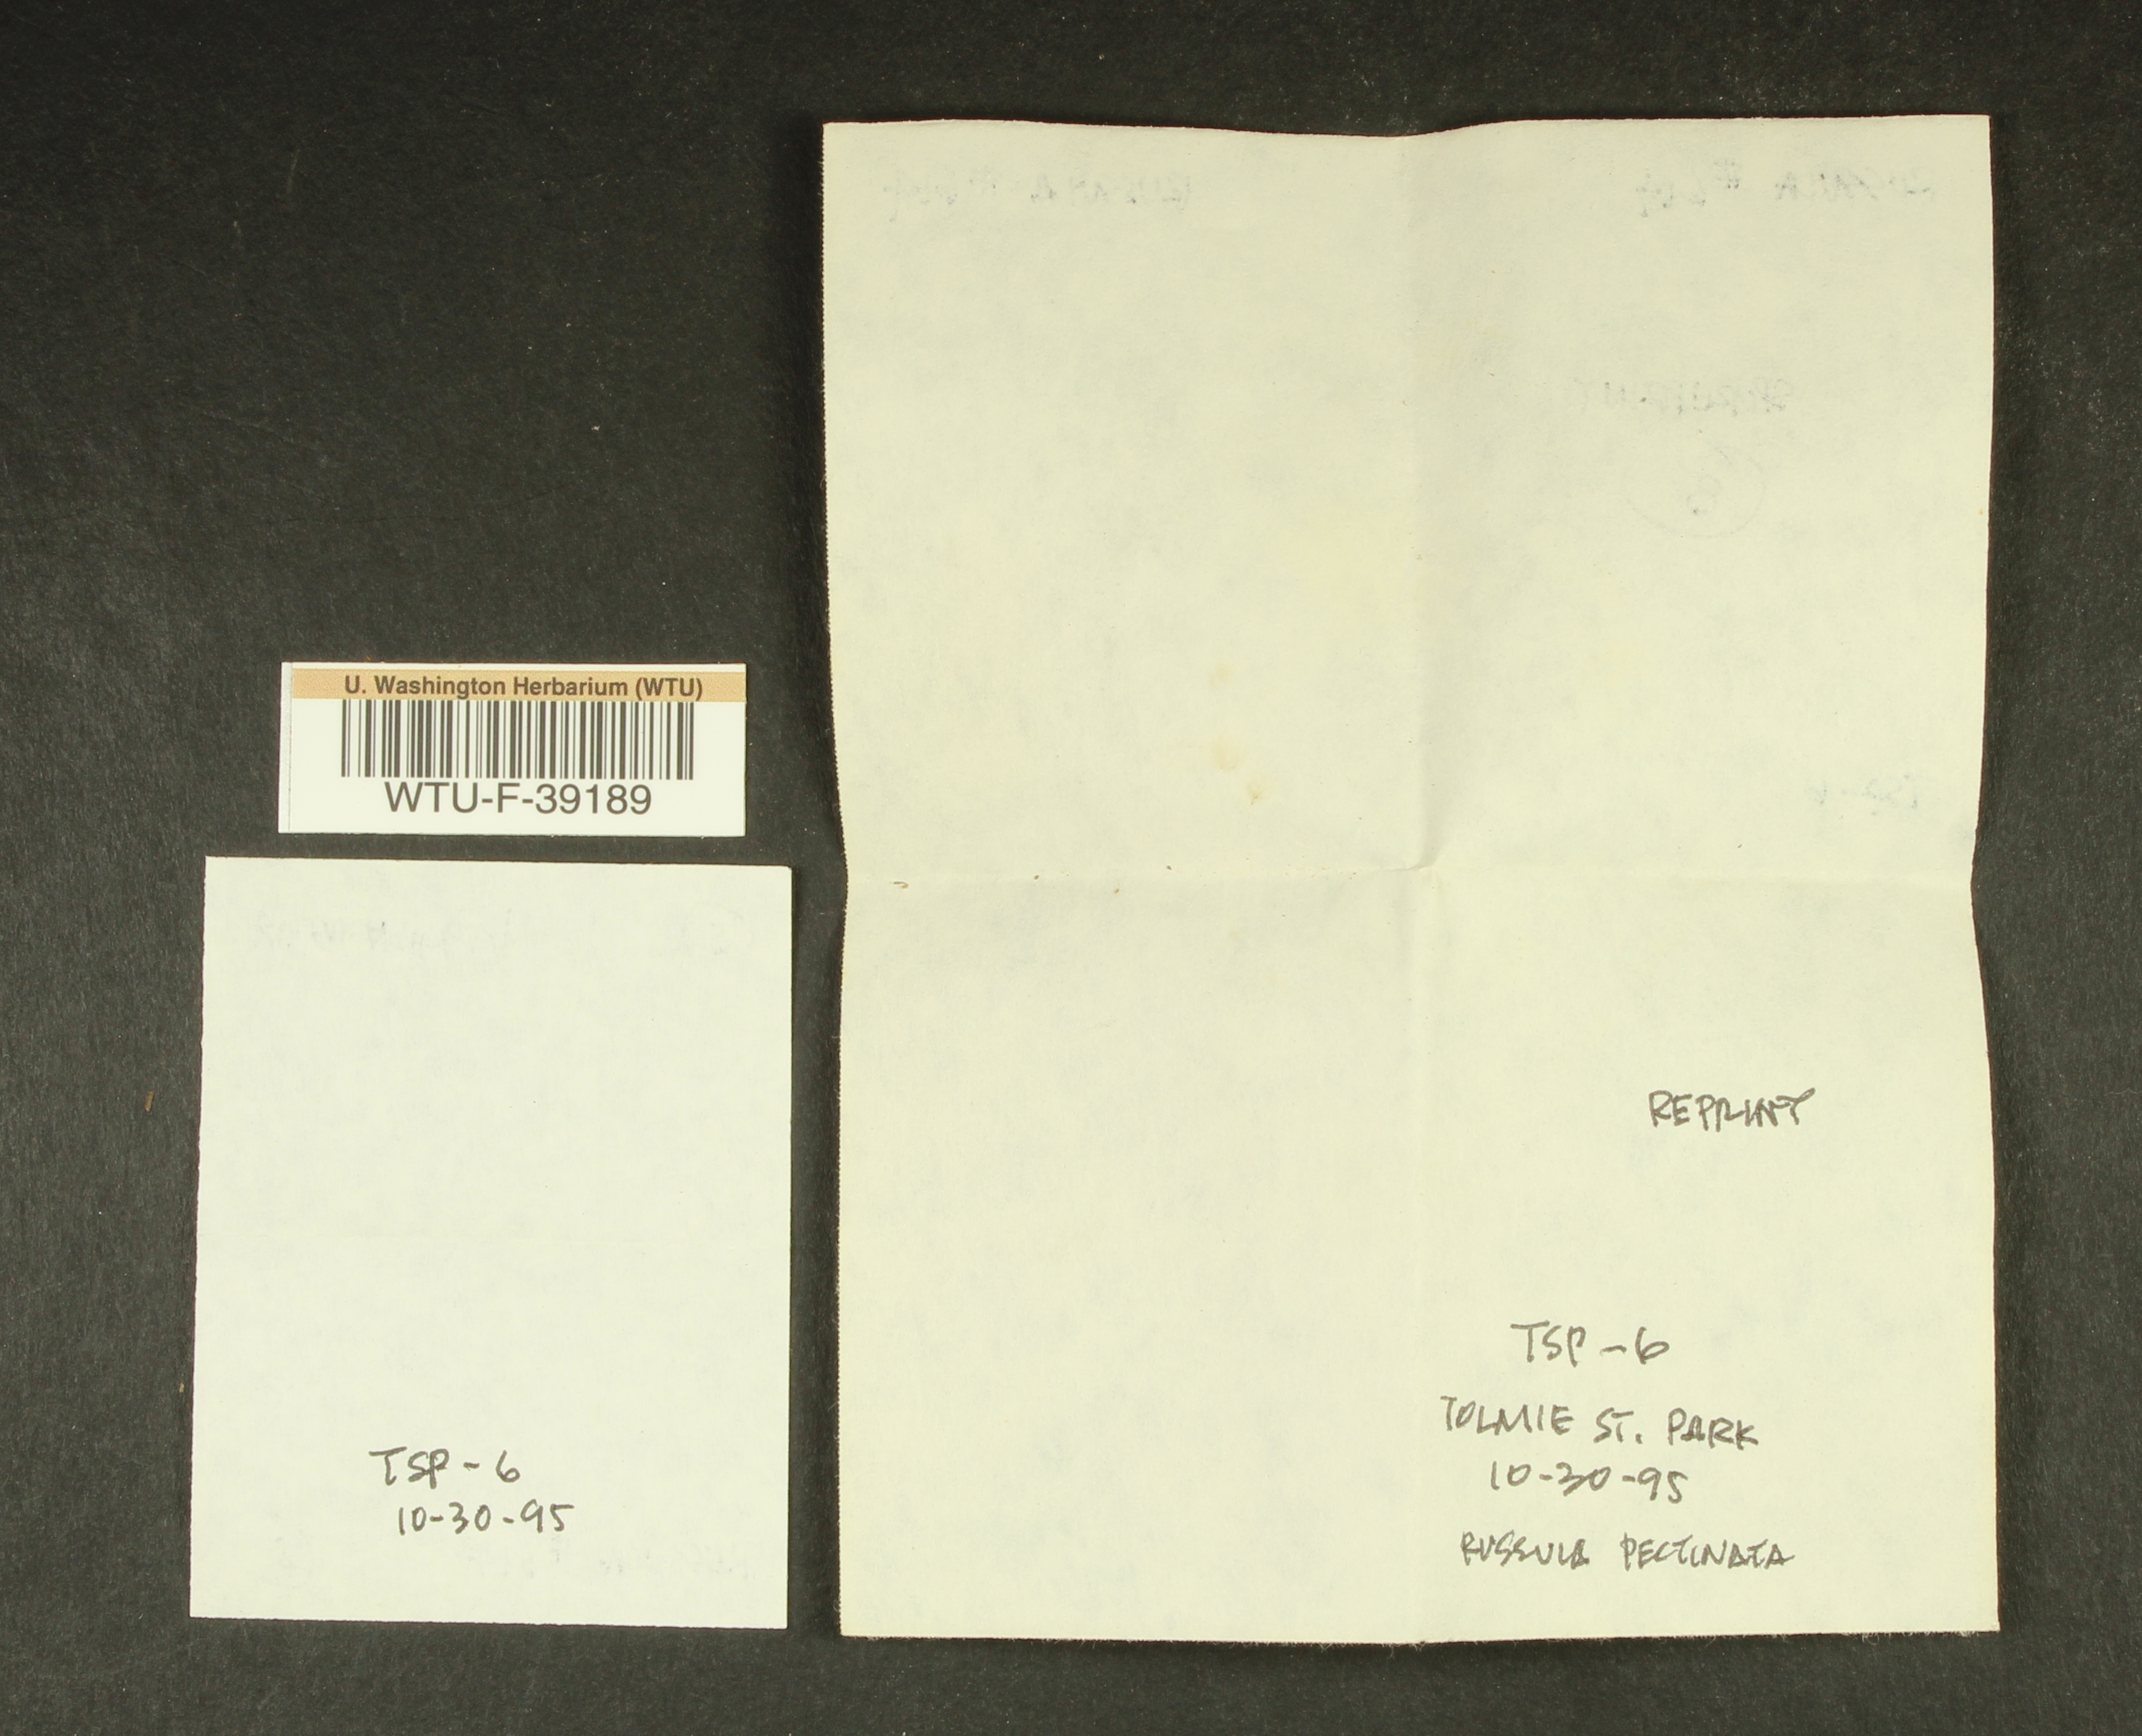 U. Washington Herbarium (WTU)
WTU-F-39189
TSP-6
10-30-95
REPRINT
TSP-6
TOLMIE ST. PARK
10-30-95
RUSSULA PECTINATA